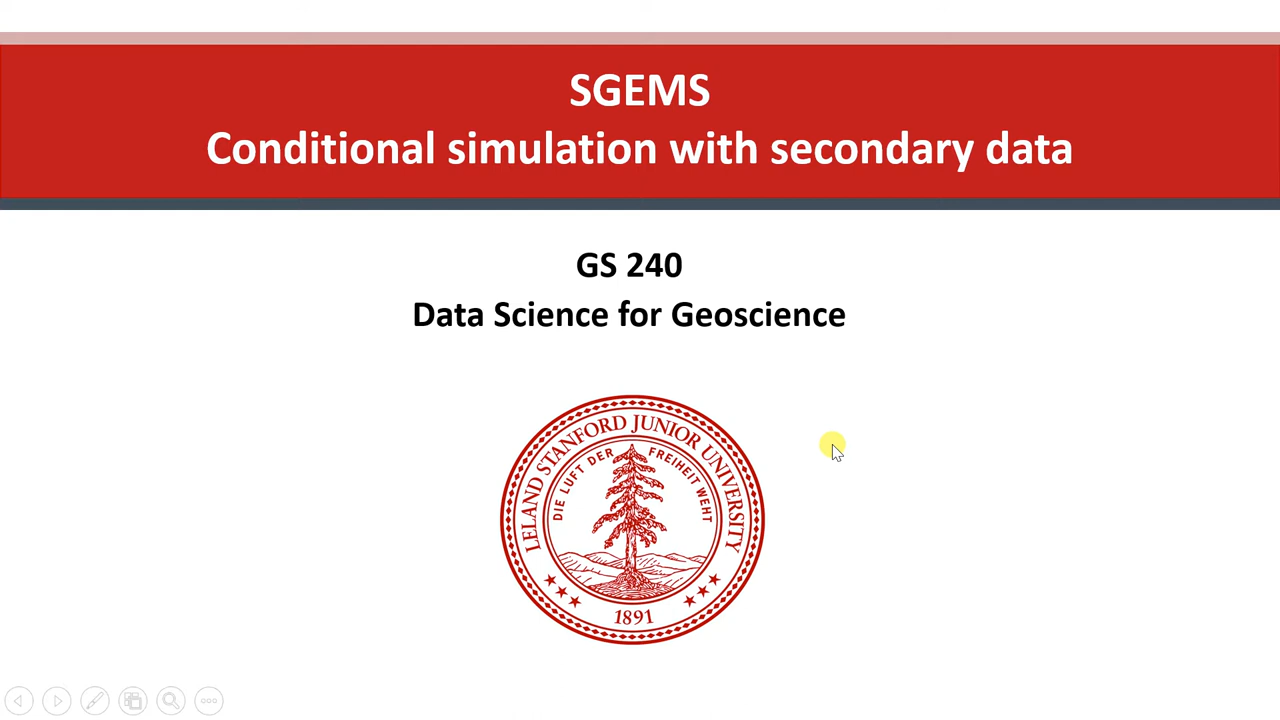 SGEMS
Conditional simulation with secondary data
GS 240
Data Science for Geoscience
LELAND STANFORD JUNIOR UNIVERSITY
DIE LUFT DER FREIHEIT WEHT
1891